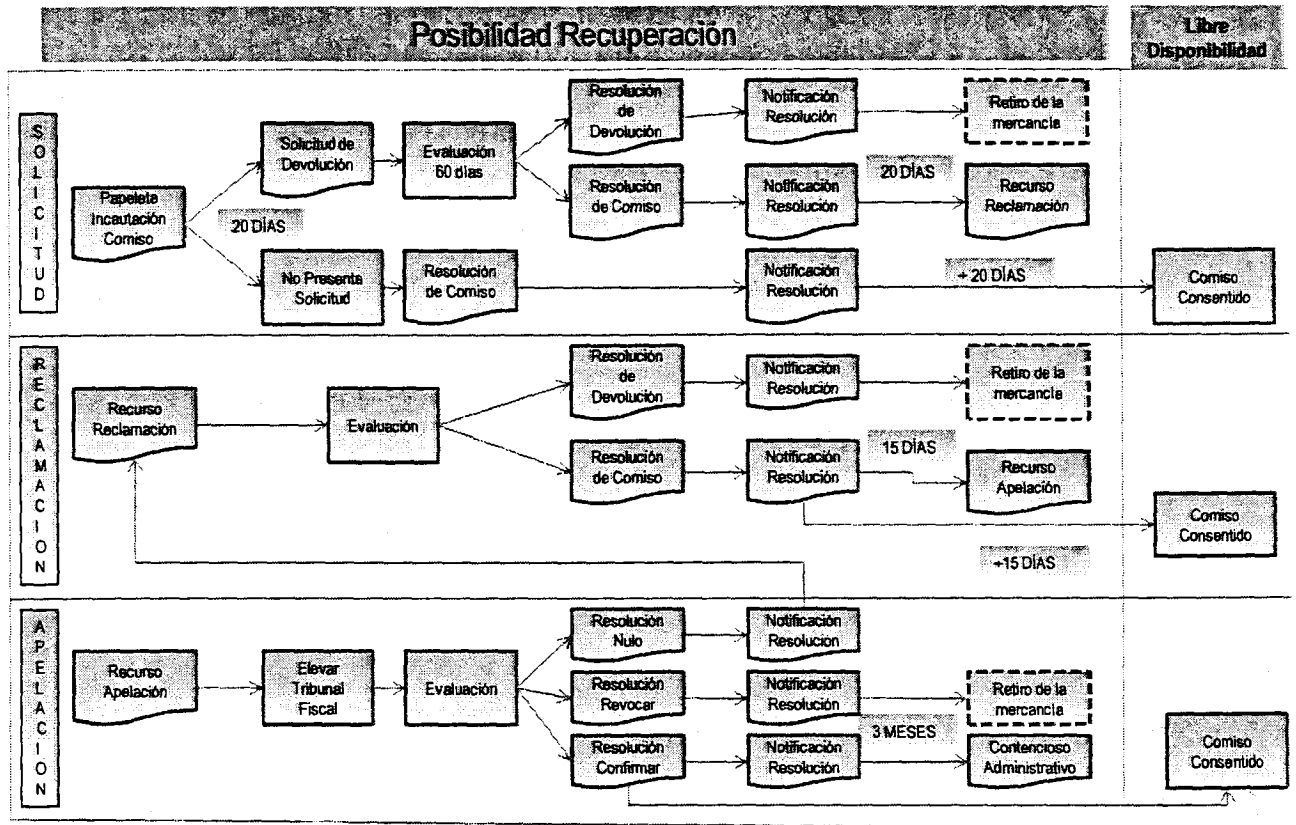 Posibilidad Recuperación
Libre
Disponibilidad
SOLICITUD
Papeleta
Incautación
Comiso
20 DÍAS
Solicitud de
Devolución
Evaluación
60 días
Resolución
de
Devolución
Notificación
Resolución
Retiro de la
mercancía
Resolución
de Comiso
Notificación
Resolución
20 DÍAS
Recurso
Reclamación
No Presenta
Solicitud
Resolución
de Comiso
Notificación
Resolución
+ 20 DÍAS
Comiso
Consentido
RECLAMACION
Recurso
Reclamación
Evaluación
Resolución
de
Devolución
Notificación
Resolución
Retiro de la
mercancía
Resolución
de Comiso
Notificación
Resolución
15 DÍAS
Recurso
Apelación
Comiso
Consentido
+15 DÍAS
APELACION
Recurso
Apelación
Elevar
Tribunal
Fiscal
Evaluación
Resolución
Nulo
Notificación
Resolución
Resolución
Revocar
Notificación
Resolución
Retiro de la
mercancía
3 MESES
Resolución
Confirmar
Notificación
Resolución
Contencioso
Administrativo
Comiso
Consentido